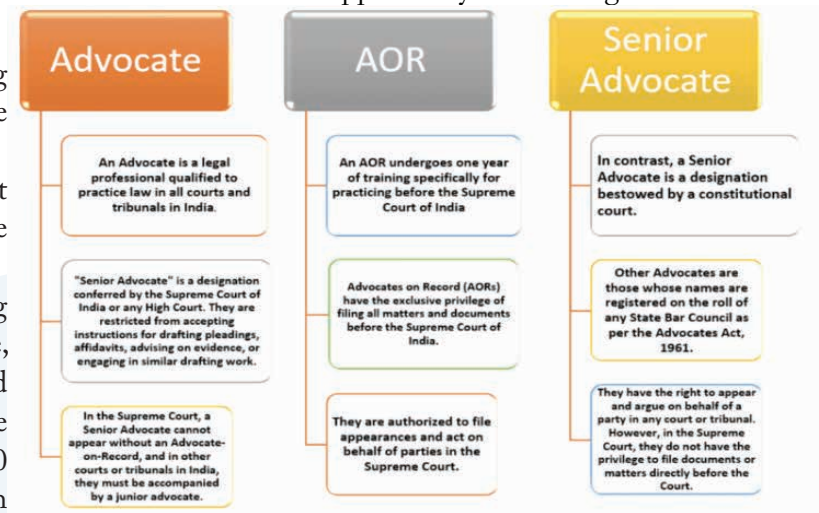 Advocate
An Advocate is a legal
professional qualified to
practice law in all courts and
tribunals in India.
"Senior Advocate" is a designation
conferred by the Supreme Court of
India or any High Court. They are
restricted from accepting
instructions for drafting pleadings,
affidavits, advising on evidence, or
engaging in similar drafting work.
In the Supreme Court, a
Senior Advocate cannot
appear without an Advocate-
on-Record, and in other
courts or tribunals in India,
they must be accompanied
by a junior advocate.
AOR
An AOR undergoes one year
of training specifically for
practicing before the Supreme
Court of India
Advocates on Record (AORs)
have the exclusive privilege of
filing all matters and documents
before the Supreme Court of
India.
They are authorized to file
appearances and act on
behalf of parties in the
Supreme Court.
Senior
Advocate
In contrast, a Senior
Advocate is a designation
bestowed by a constitutional
court.
Other Advocates are
those whose names are
registered on the roll of
any State Bar Council as
per the Advocates Act,
1961.
They have the right to appear
and argue on behalf of a
party in any court or tribunal.
However, in the Supreme
Court, they do not have the
privilege to file documents or
matters directly before the
Court.